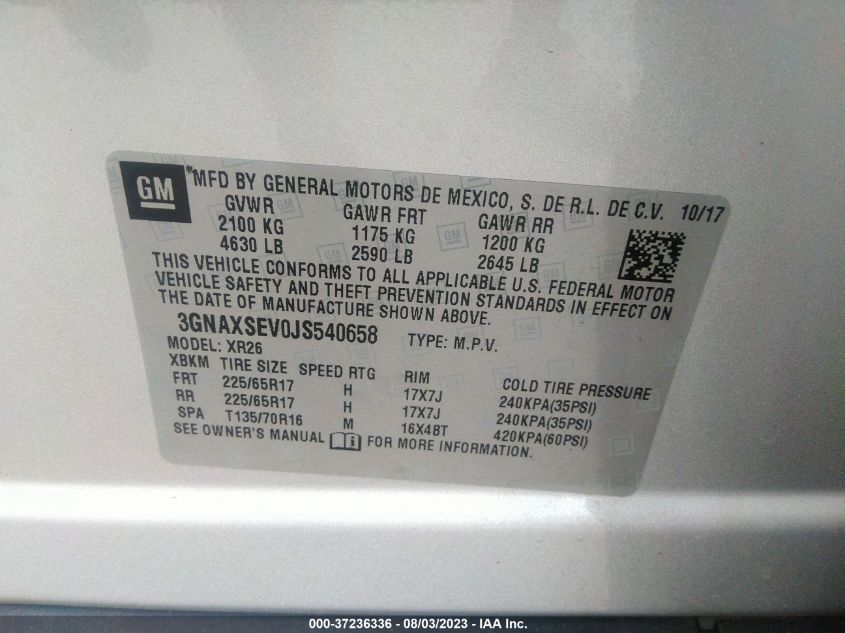 GM
MFD BY GENERAL MOTORS DE MEXICO, S. DE R.L. DE C.V. 10/17
GVWR GAWR FRT GAWR RR
2100 KG 1175 KG 1200 KG
4630 LB 2590 LB 2645 LB
THIS VEHICLE CONFORMS TO ALL APPLICABLE U.S. FEDERAL MOTOR
VEHICLE SAFETY AND THEFT PREVENTION STANDARDS IN EFFECT ON
THE DATE OF MANUFACTURE SHOWN ABOVE.
3GNAXSEV0JS540658 TYPE: M.P.V.
MODEL: XR26
XBKM TIRE SIZE SPEED RTG RIM COLD TIRE PRESSURE
FRT 225/65R17 H 17X7J 240KPA(35PSI)
RR 225/65R17 H 17X7J 240KPA(35PSI)
SPA T135/70R16 M 16X4BT 420KPA(60PSI)
SEE OWNER'S MANUAL FOR MORE INFORMATION.
000-37236336 - 08/03/2023 - IAA Inc.